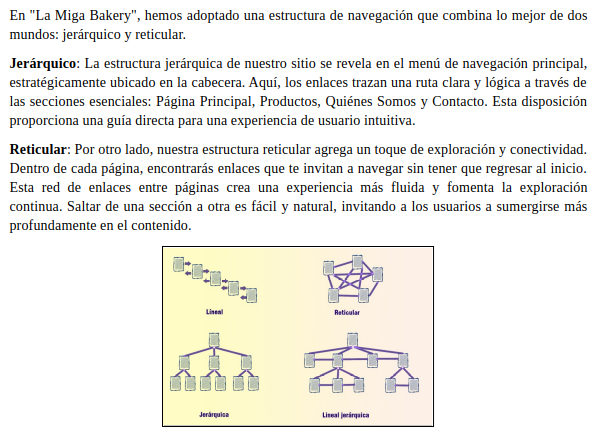 En "La Miga Bakery", hemos adoptado una estructura de navegación que combina lo mejor de dos
mundos: jerárquico y reticular.
Jerárquico: La estructura jerárquica de nuestro sitio se revela en el menú de navegación principal,
estratégicamente ubicado en la cabecera. Aquí, los enlaces trazan una ruta clara y lógica a través de
las secciones esenciales: Página Principal, Productos, Quiénes Somos y Contacto. Esta disposición
proporciona una guía directa para una experiencia de usuario intuitiva.
Reticular: Por otro lado, nuestra estructura reticular agrega un toque de exploración y conectividad.
Dentro de cada página, encontrarás enlaces que te invitan a navegar sin tener que regresar al inicio.
Esta red de enlaces entre páginas crea una experiencia más fluida y fomenta la exploración
continua. Saltar de una sección a otra es fácil y natural, invitando a los usuarios a sumergirse más
profundamente en el contenido.
Lineal
Reticular
Jerárquica
Lineal jerárquica